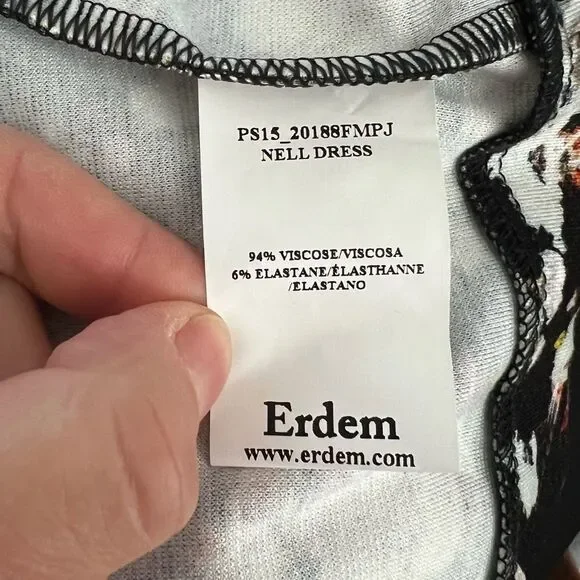 PS15_20188FMPJ
NELL DRESS
94% VISCOSE/VISCOSA
6% ELASTANE/ÉLASTHANNE
/ELASTANO
Erdem
www.erdem.com